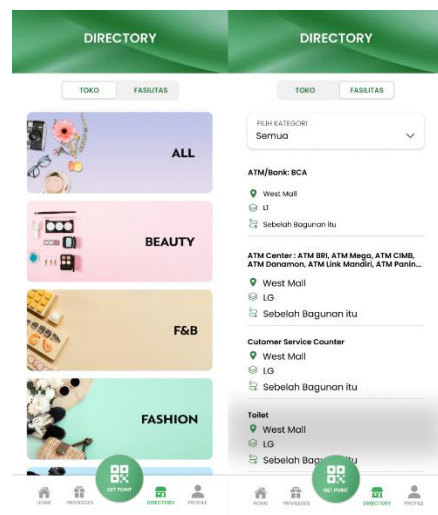 DIRECTORY
TOKO FASILITAS
ALL
BEAUTY
F&B
FASHION
GET POINT
HOME PRIVILEGES DIRECTORY PROFILE
DIRECTORY
TOKO FASILITAS
PILIH KATEGORI
Semua
ATM/Bank: BCA
West Mall
L1
Sebelah Bagunan itu
ATM Center : ATM BRI, ATM Mega, ATM CIMB,
ATM Danamon, ATM Link Mandiri, ATM Panin...
West Mall
LG
Sebelah Bagunan itu
Cutomer Service Counter
West Mall
LG
Sebelah Bagunan itu
Toilet
West Mall
LG
Sebelah Bagunan itu
GET POINT
HOME PRIVILEGES DIRECTORY PROFILE